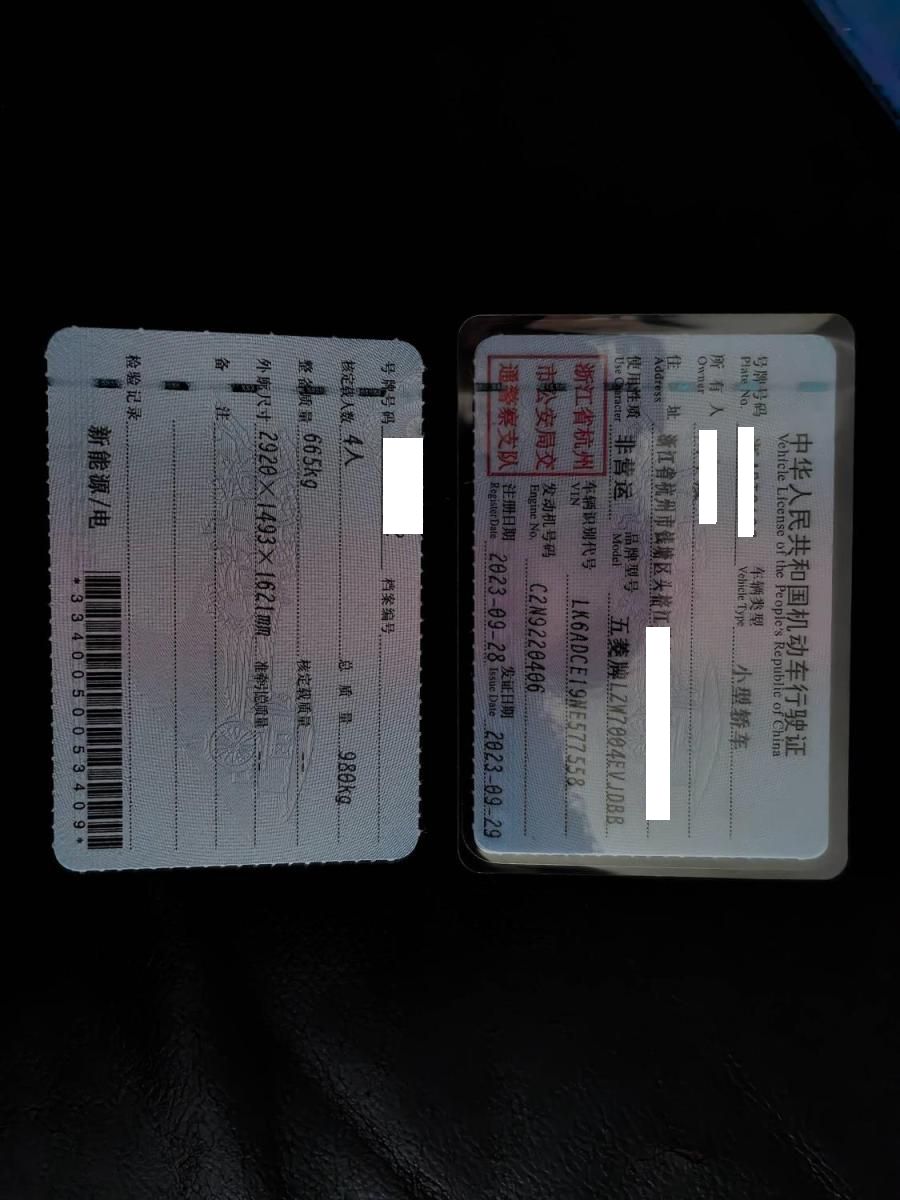 中华人民共和国机动车行驶证
Vehicle License of the People's Republic of China
号牌号码
Plate No.
车辆类型 小型轿车
Vehicle Type
所有人
Owner
住址 浙江省杭州市钱塘区头蓬江
Address
使用性质 非营运 品牌型号 五菱牌LZW7004EVJDBB
Use Character Model
浙江省杭州
市公安局交
通警察支队
车辆识别代号 LK6ADCE19NE577558
VIN
发动机号码 C2N9220406
Engine No.
注册日期 2023-09-28 发证日期 2023-09-29
Register Date Issue Date
号牌号码 档案编号
核定载人数 4人 总质量 980kg
整备质量 665kg 核定载质量 --
外廓尺寸 2920×1493×1621mm 准牵引总质量 --
备注
检验记录
新能源/电
*3340050053409*